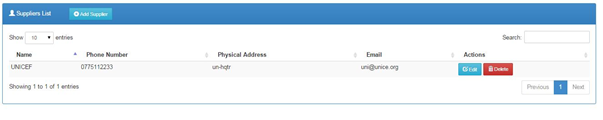 Suppliers List Add Supplier
Show 10 entries Search:
Name Phone Number Physical Address Email Actions
UNICEF 0775112233 un-hqtr uni@unice.org Edit Delete
Showing 1 to 1 of 1 entries Previous 1 Next